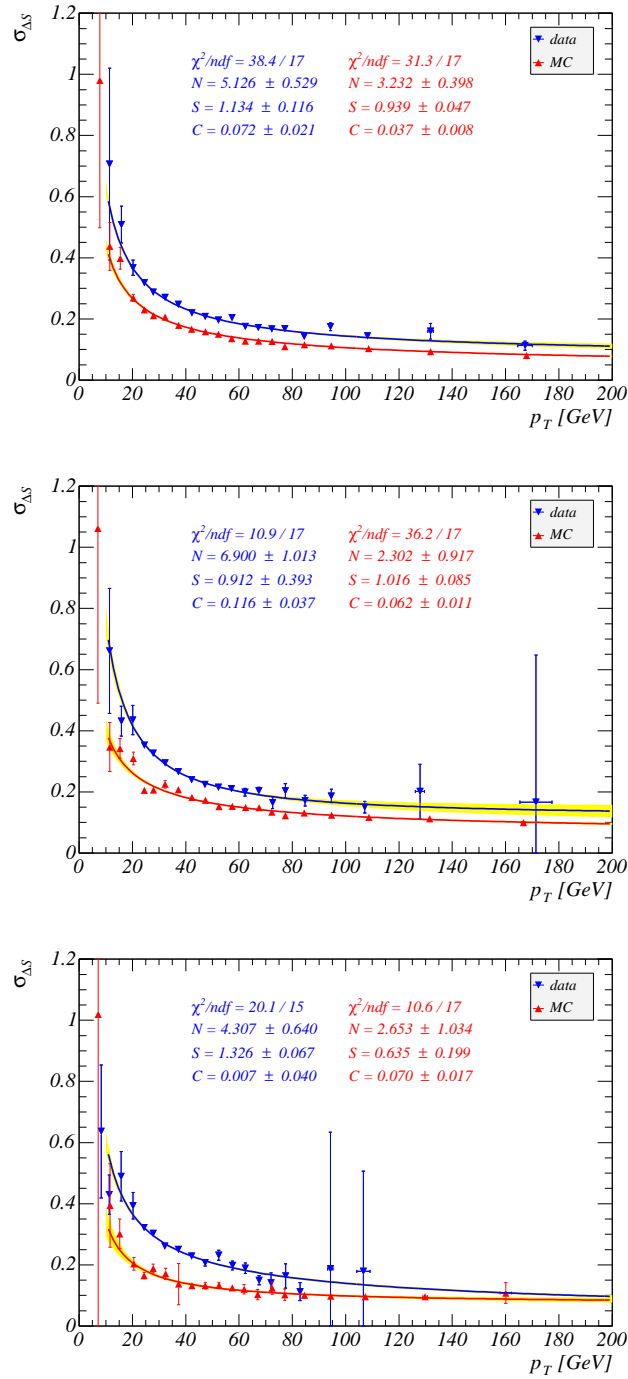 σΔS
1.2
data
MC
1
χ²/ndf = 38.4 / 17 χ²/ndf = 31.3 / 17
N = 5.126 ± 0.529 N = 3.232 ± 0.398
0.8
S = 1.134 ± 0.116 S = 0.939 ± 0.047
C = 0.072 ± 0.021 C = 0.037 ± 0.008
0.6
0.4
0.2
0
0 20 40 60 80 100 120 140 160 180 200
p_T [GeV]
σΔS
1.2
data
MC
1
χ²/ndf = 10.9 / 17 χ²/ndf = 36.2 / 17
N = 6.900 ± 1.013 N = 2.302 ± 0.917
0.8
S = 0.912 ± 0.393 S = 1.016 ± 0.085
C = 0.116 ± 0.037 C = 0.062 ± 0.011
0.6
0.4
0.2
0
0 20 40 60 80 100 120 140 160 180 200
p_T [GeV]
σΔS
1.2
data
MC
1
χ²/ndf = 20.1 / 15 χ²/ndf = 10.6 / 17
N = 4.307 ± 0.640 N = 2.653 ± 1.034
0.8
S = 1.326 ± 0.067 S = 0.635 ± 0.199
C = 0.007 ± 0.040 C = 0.070 ± 0.017
0.6
0.4
0.2
0
0 20 40 60 80 100 120 140 160 180 200
p_T [GeV]